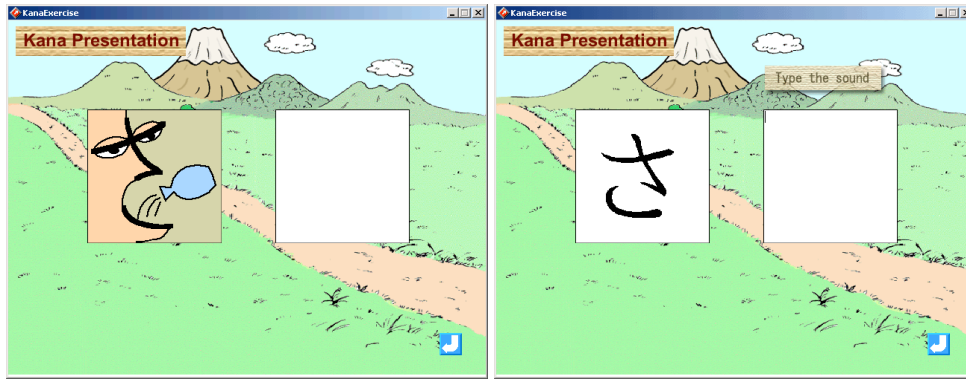 KanaExercise
Kana Presentation
KanaExercise
Kana Presentation
Type the sound
さ